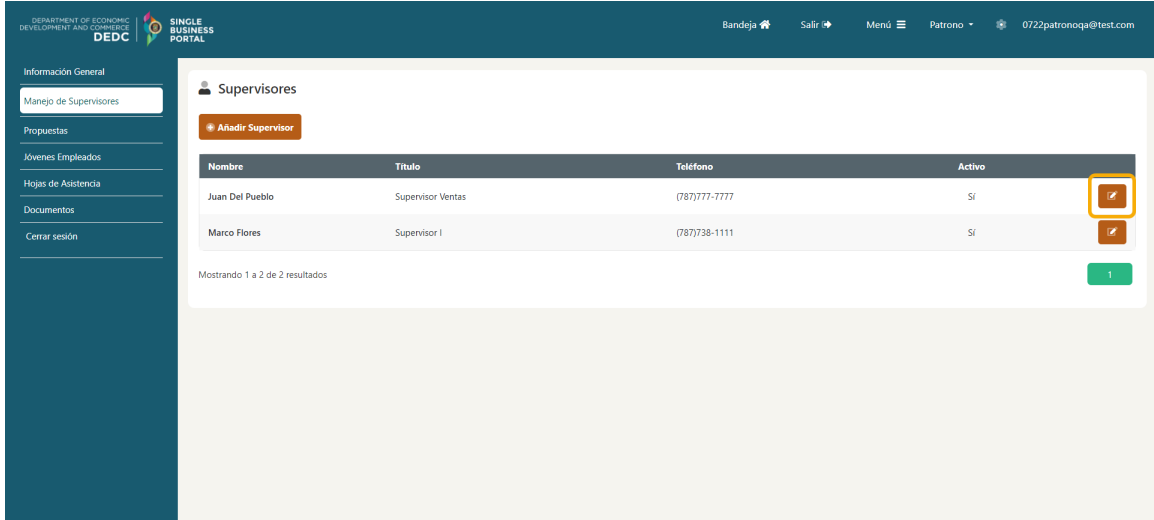 DEPARTMENT OF ECONOMIC
DEVELOPMENT AND COMMERCE
DEDC
SINGLE
BUSINESS
PORTAL
Bandeja Salir Menú Patrono 0722patronoqa@test.com
Información General
Manejo de Supervisores
Propuestas
Jóvenes Empleados
Hojas de Asistencia
Documentos
Cerrar sesión
Supervisores
Añadir Supervisor
Nombre Título Teléfono Activo
Juan Del Pueblo Supervisor Ventas (787)777-7777 Sí
Marco Flores Supervisor I (787)738-1111 Sí
Mostrando 1 a 2 de 2 resultados 1